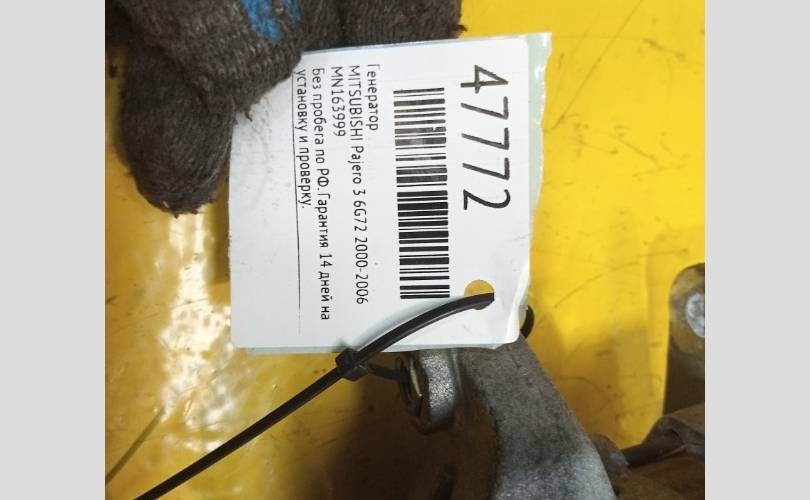 47772
Генератор
MITSUBISHI Pajero 3 6G72 2000-2006
MN163999
Без пробега по РФ. Гарантия 14 дней на
установку и проверку.